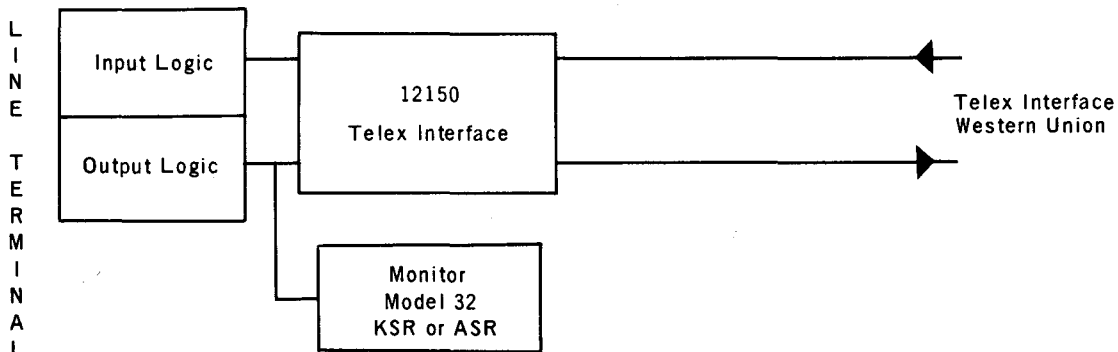 LINE TERMINAL
Input Logic
Output Logic
12150
Telex Interface
Telex Interface
Western Union
Monitor
Model 32
KSR or ASR